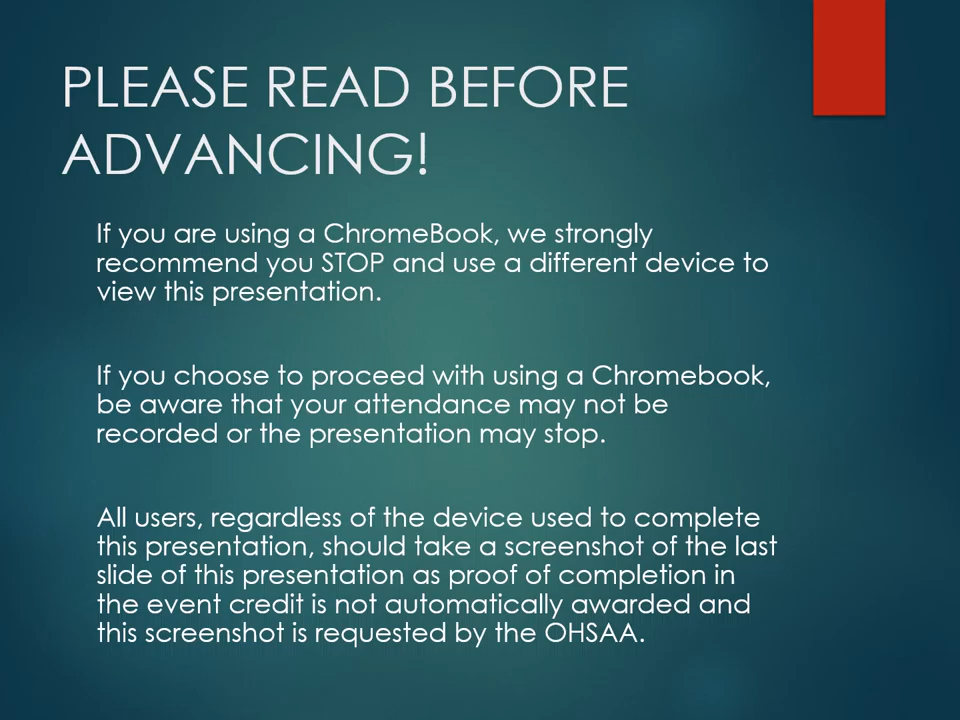 PLEASE READ BEFORE
ADVANCING!
If you are using a ChromeBook, we strongly
recommend you STOP and use a different device to
view this presentation.
If you choose to proceed with using a Chromebook,
be aware that your attendance may not be
recorded or the presentation may stop.
All users, regardless of the device used to complete
this presentation, should take a screenshot of the last
slide of this presentation as proof of completion in
the event credit is not automatically awarded and
this screenshot is requested by the OHSAA.